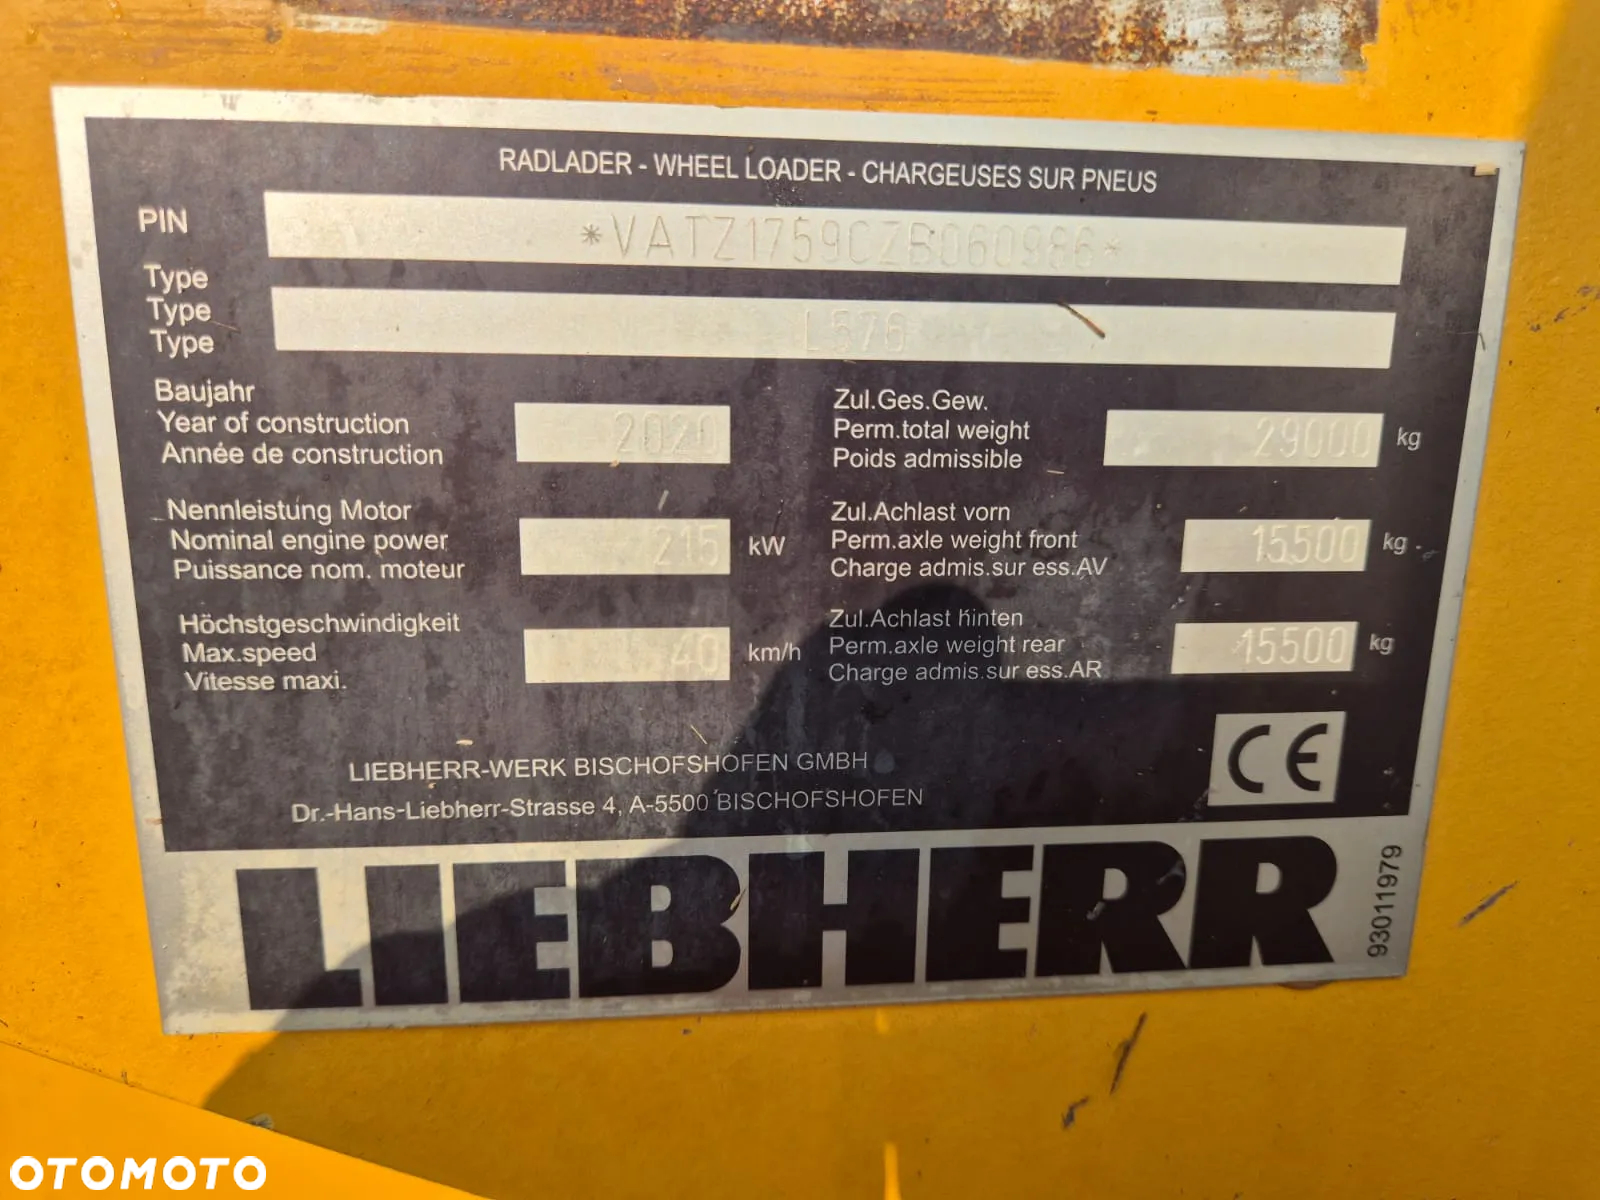 RADLADER - WHEEL LOADER - CHARGEUSES SUR PNEUS
PIN *VATZ1759CZB060986*
Type
Type L576
Type
Baujahr
Year of construction 2020
Année de construction
Zul.Ges.Gew.
Perm.total weight 29000 kg
Poids admissible
Nennleistung Motor
Nominal engine power 215 kW
Puissance nom. moteur
Zul.Achlast vorn
Perm.axle weight front 15500 kg
Charge admis.sur ess.AV
Höchstgeschwindigkeit
Max.speed 40 km/h
Vitesse maxi.
Zul.Achlast hinten
Perm.axle weight rear 15500 kg
Charge admis.sur ess.AR
LIEBHERR-WERK BISCHOFSHOFEN GMBH
Dr.-Hans-Liebherr-Strasse 4, A-5500 BISCHOFSHOFEN
CE
LIEBHERR
93011979
OTOMOTO